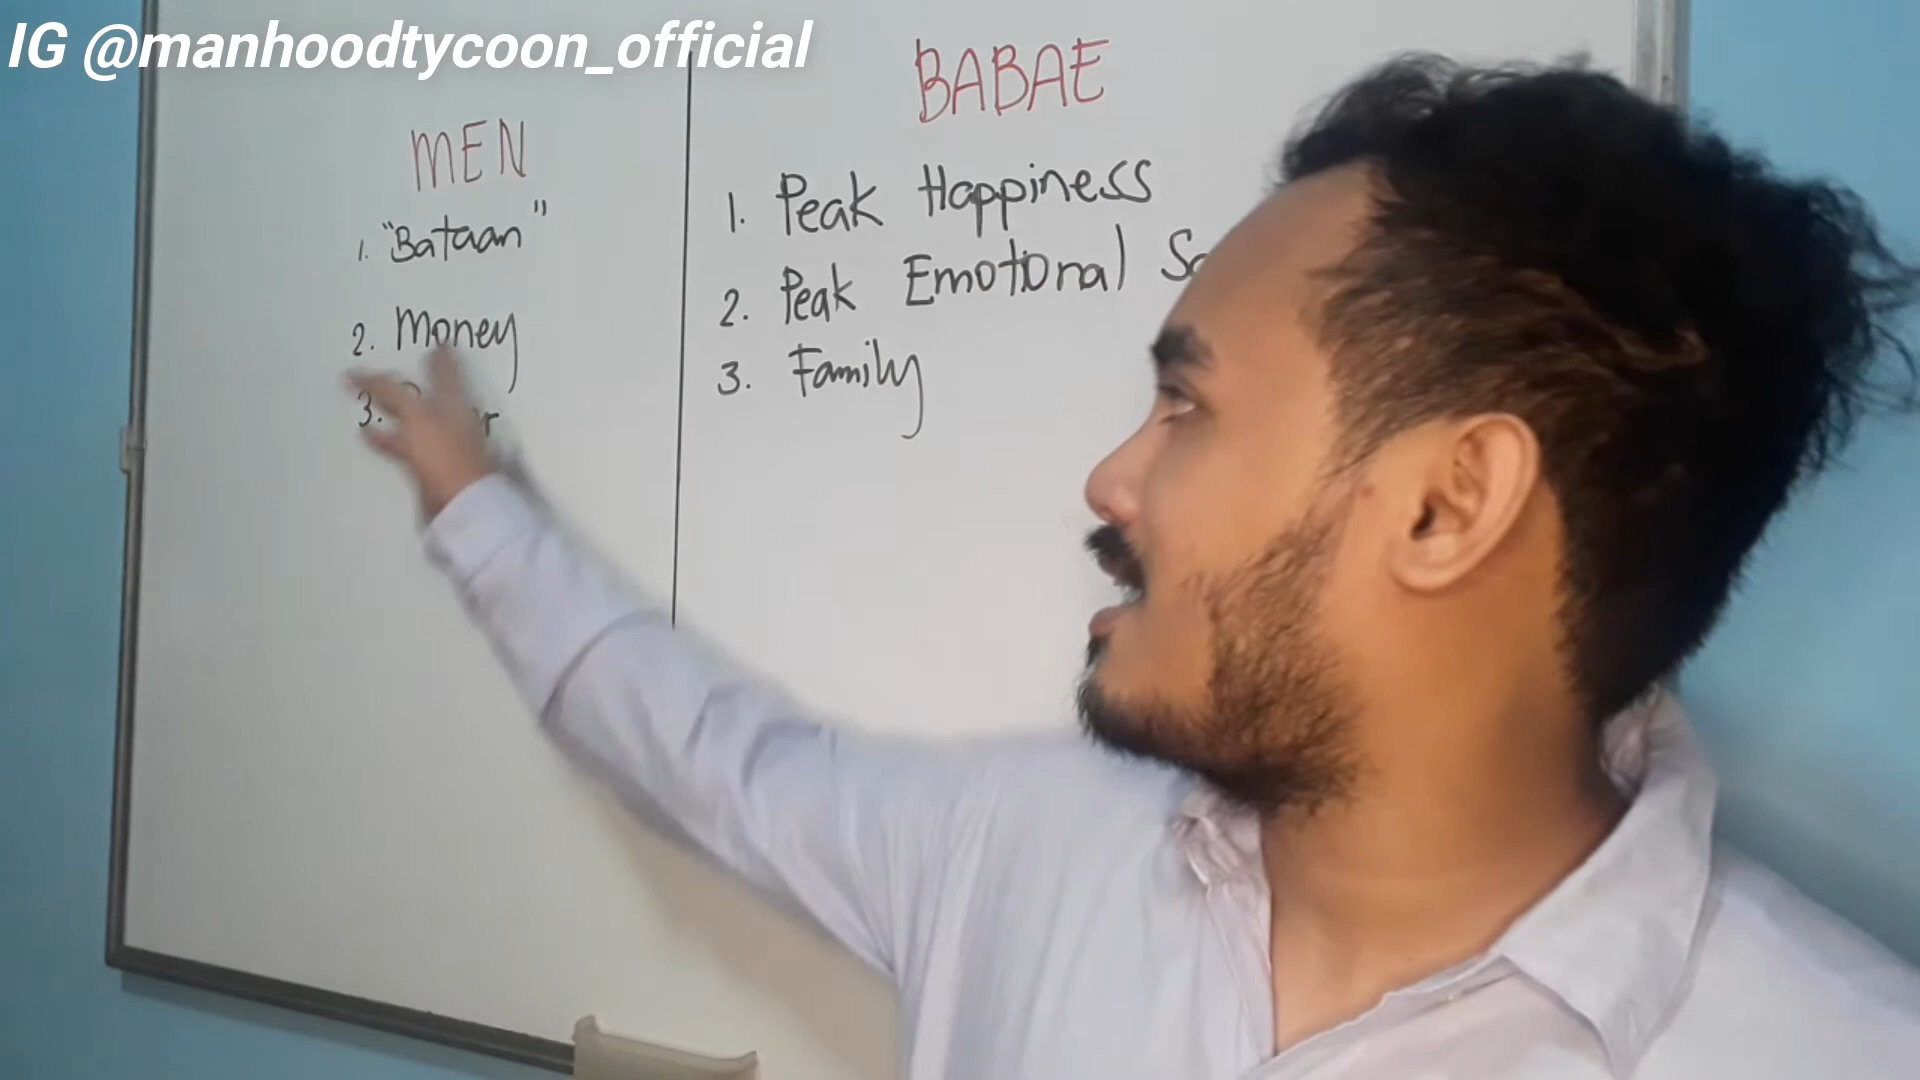 IG @manhoodtycoon_official
MEN
1. "Bataan"
2. Money
3.
BABAE
1. Peak Happiness
2. Peak Emotional
3. Family